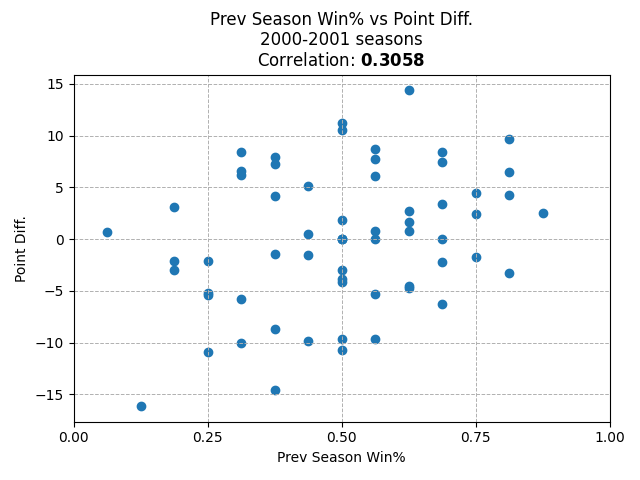 Prev Season Win% vs Point Diff.
2000-2001 seasons
Correlation: 0.3058
15
10
5
0
−5
−10
−15
Point Diff.
0.00 0.25 0.50 0.75 1.00
Prev Season Win%